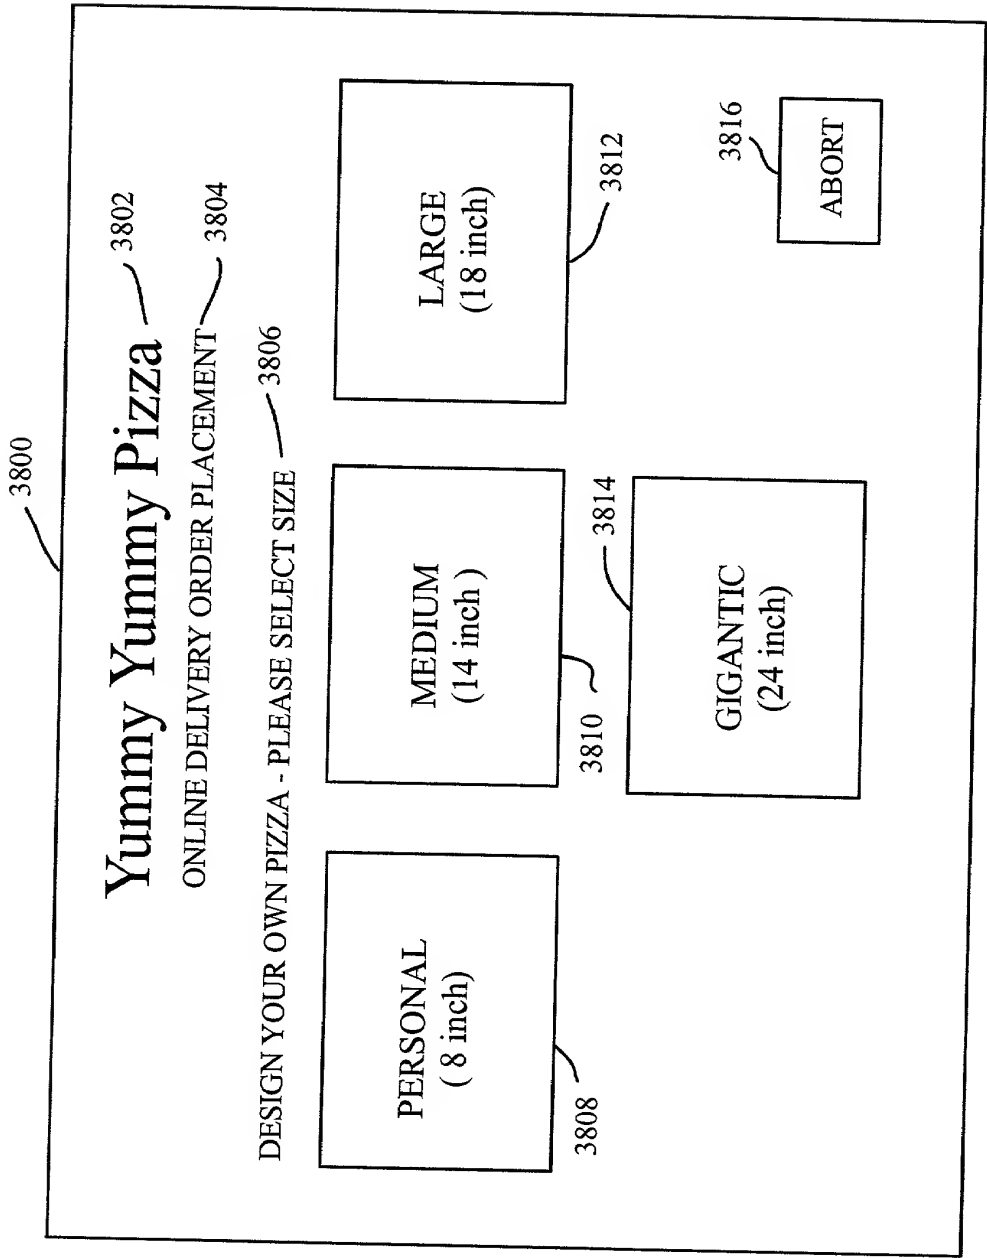 3800
Yummy Yummy Pizza
3802
ONLINE DELIVERY ORDER PLACEMENT
3804
DESIGN YOUR OWN PIZZA - PLEASE SELECT SIZE
3806
PERSONAL
( 8 inch)
3808
MEDIUM
(14 inch )
3810
LARGE
(18 inch)
3812
GIGANTIC
(24 inch)
3814
ABORT
3816